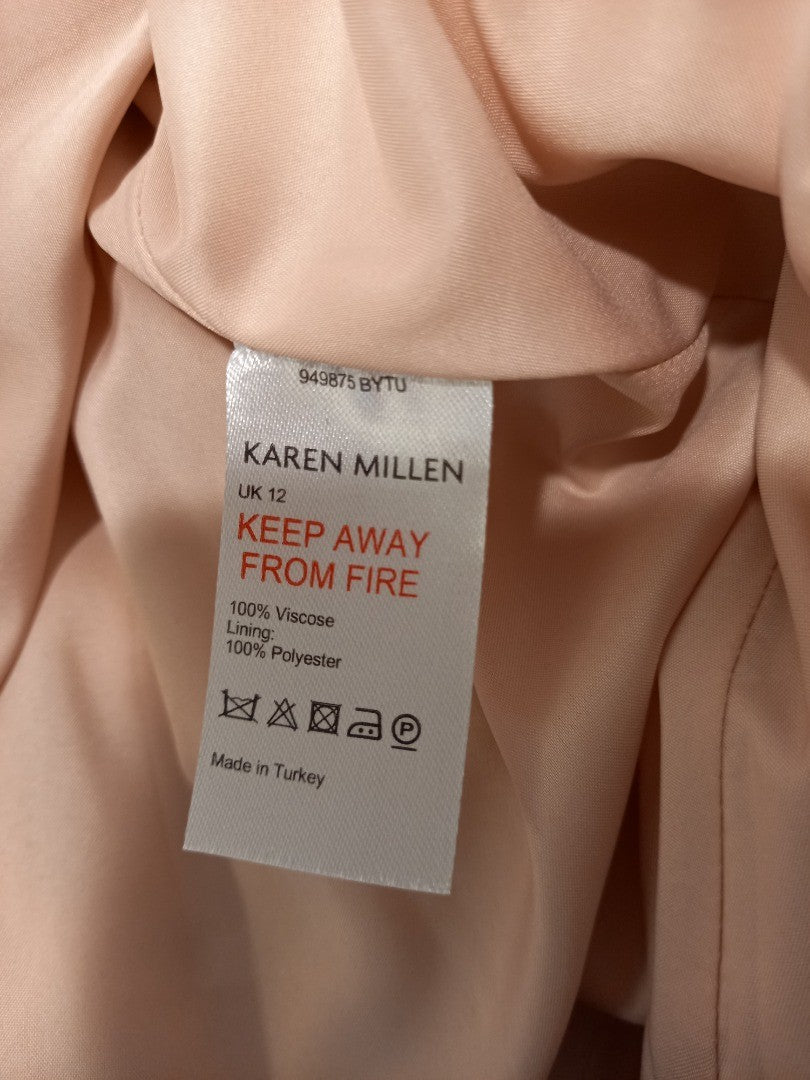 949875 BYTU
KAREN MILLEN
UK 12
KEEP AWAY
FROM FIRE
100% Viscose
Lining:
100% Polyester
P
Made in Turkey